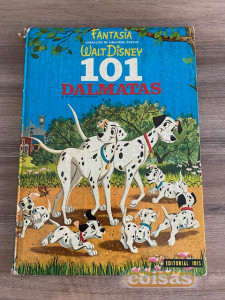 FANTASIA
WALT DISNEY
101
DALMATAS
EDITORIAL IBIS
coisas